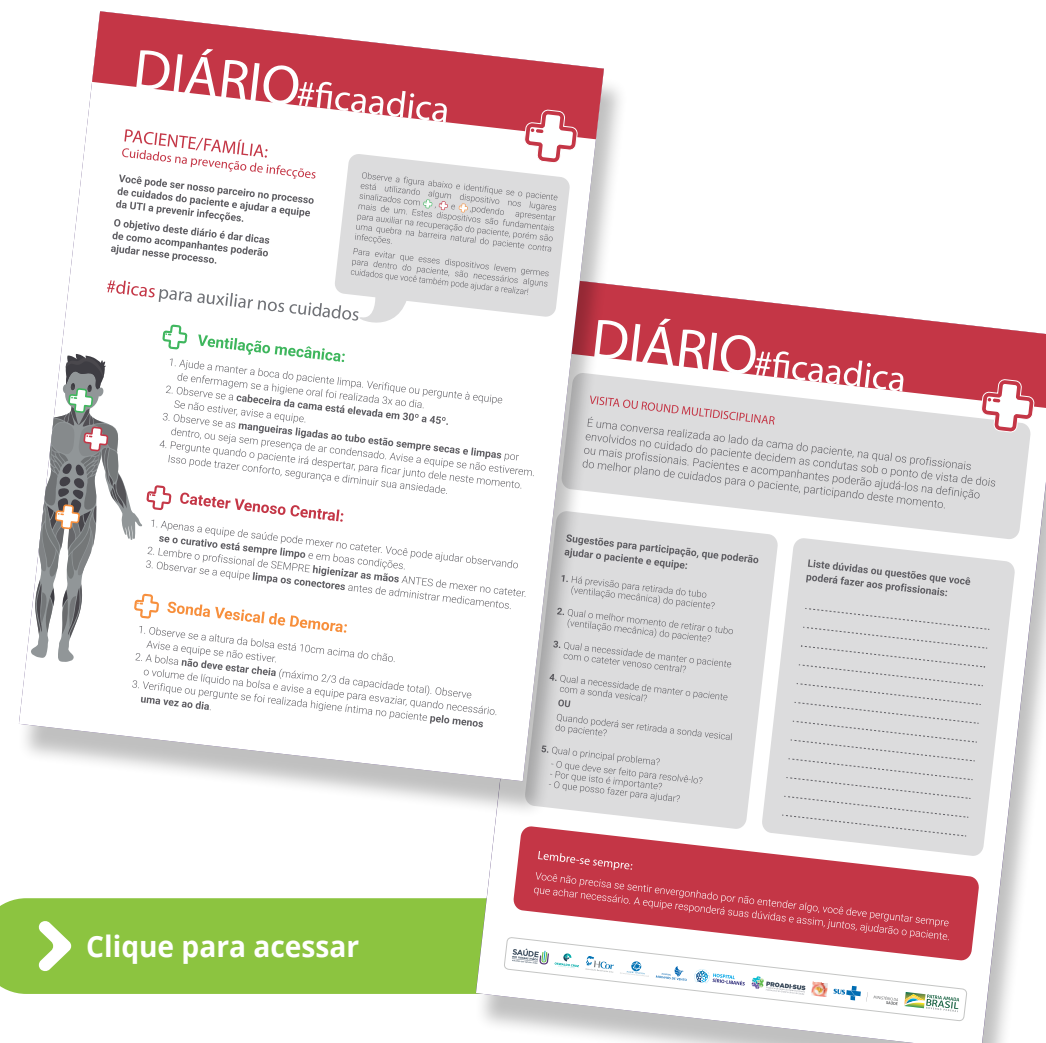 DIÁRIO#ficaadica
PACIENTE/FAMÍLIA:
Cuidados na prevenção de infecções
Você pode ser nosso parceiro no processo
de cuidados do paciente e ajudar a equipe
da UTI a prevenir infecções.
O objetivo deste diário é dar dicas
de como acompanhantes poderão
ajudar nesse processo.
Observe a figura abaixo e identifique se o paciente
está utilizando algum dispositivo nos lugares
sinalizados com , e ,podendo apresentar
mais de um. Estes dispositivos são fundamentais
para auxiliar na recuperação do paciente, porém são
uma quebra na barreira natural do paciente contra
infecções.
Para evitar que esses dispositivos levem germes
para dentro do paciente, são necessários alguns
cuidados que você também pode ajudar a realizar!
#dicas para auxiliar nos cuidados
Ventilação mecânica:
1. Ajude a manter a boca do paciente limpa. Verifique ou pergunte à equipe
de enfermagem se a higiene oral foi realizada 3x ao dia.
2. Observe se a cabeceira da cama está elevada em 30º a 45º.
Se não estiver, avise a equipe.
3. Observe se as mangueiras ligadas ao tubo estão sempre secas e limpas por
dentro, ou seja sem presença de ar condensado. Avise a equipe se não estiverem.
4. Pergunte quando o paciente irá despertar, para ficar junto dele neste momento.
Isso pode trazer conforto, segurança e diminuir sua ansiedade.
Cateter Venoso Central:
1. Apenas a equipe de saúde pode mexer no cateter. Você pode ajudar observando
se o curativo está sempre limpo e em boas condições.
2. Lembre o profissional de SEMPRE higienizar as mãos ANTES de mexer no cateter.
3. Observar se a equipe limpa os conectores antes de administrar medicamentos.
Sonda Vesical de Demora:
1. Observe se a altura da bolsa está 10cm acima do chão.
Avise a equipe se não estiver.
2. A bolsa não deve estar cheia (máximo 2/3 da capacidade total). Observe
o volume de líquido na bolsa e avise a equipe para esvaziar, quando necessário.
3. Verifique ou pergunte se foi realizada higiene íntima no paciente pelo menos
uma vez ao dia.
DIÁRIO#ficaadica
VISITA OU ROUND MULTIDISCIPLINAR
É uma conversa realizada ao lado da cama do paciente, na qual os profissionais
envolvidos no cuidado do paciente decidem as condutas sob o ponto de vista de dois
ou mais profissionais. Pacientes e acompanhantes poderão ajudá-los na definição
do melhor plano de cuidados para o paciente, participando deste momento.
Sugestões para participação, que poderão
ajudar o paciente e equipe:
1. Há previsão para retirada do tubo
(ventilação mecânica) do paciente?
2. Qual o melhor momento de retirar o tubo
(ventilação mecânica) do paciente?
3. Qual a necessidade de manter o paciente
com o cateter venoso central?
4. Qual a necessidade de manter o paciente
com a sonda vesical?
OU
Quando poderá ser retirada a sonda vesical
do paciente?
5. Qual o principal problema?
- O que deve ser feito para resolvê-lo?
- Por que isto é importante?
- O que posso fazer para ajudar?
Liste dúvidas ou questões que você
poderá fazer aos profissionais:
Lembre-se sempre:
Você não precisa se sentir envergonhado por não entender algo, você deve perguntar sempre
que achar necessário. A equipe responderá suas dúvidas e assim, juntos, ajudarão o paciente.
SAÚDE
HCor
HOSPITAL
SÍRIO-LIBANÊS
PROADI-SUS
SUS
MINISTÉRIO DA
SAÚDE
PÁTRIA AMADA
BRASIL
Clique para acessar